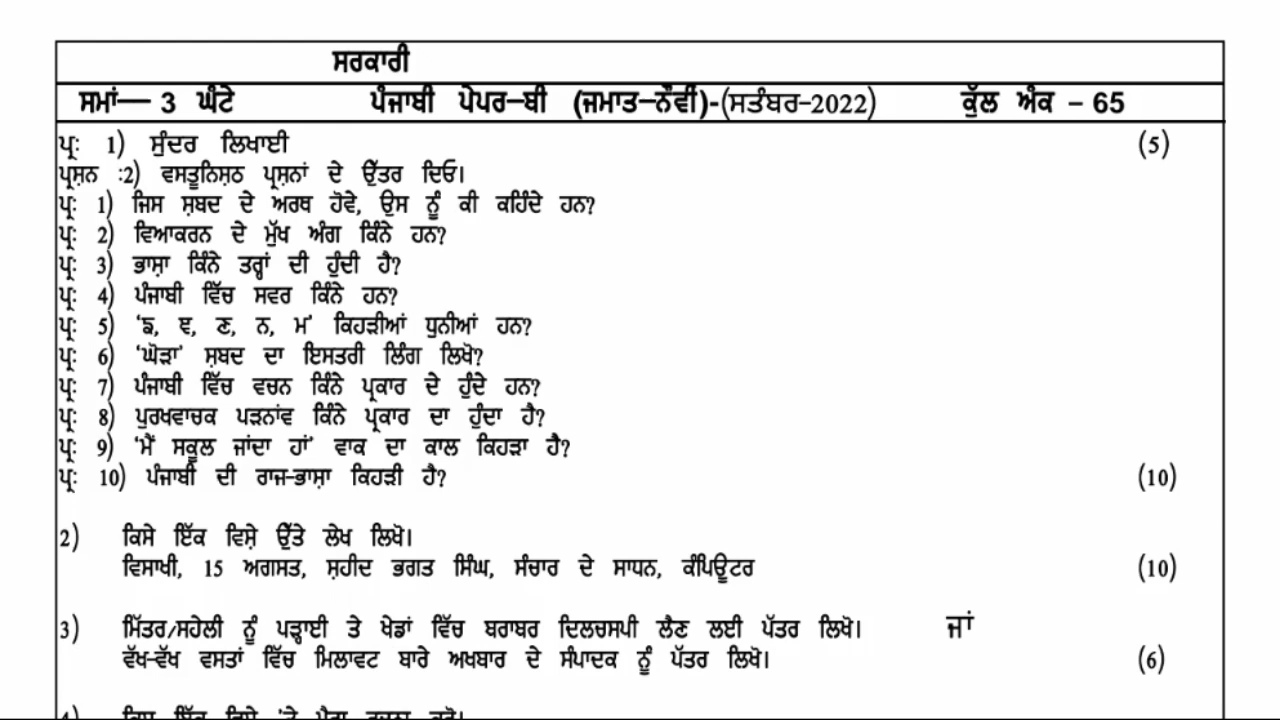 ਸਰਕਾਰੀ
ਸਮਾਂ— 3 ਘੰਟੇ ਪੰਜਾਬੀ ਪੇਪਰ-ਬੀ (ਜਮਾਤ-ਨੌਵੀਂ)-(ਸਤੰਬਰ-2022) ਕੁੱਲ ਅੰਕ - 65
ਪ੍ਰ: 1) ਸੁੰਦਰ ਲਿਖਾਈ (5)
ਪ੍ਰਸ਼ਨ :2) ਵਸਤੂਨਿਸ਼ਠ ਪ੍ਰਸ਼ਨਾਂ ਦੇ ਉੱਤਰ ਦਿਓ।
ਪ੍ਰ: 1) ਜਿਸ ਸ਼ਬਦ ਦੇ ਅਰਥ ਹੋਵੇ, ਉਸ ਨੂੰ ਕੀ ਕਹਿੰਦੇ ਹਨ?
ਪ੍ਰ: 2) ਵਿਆਕਰਨ ਦੇ ਮੁੱਖ ਅੰਗ ਕਿੰਨੇ ਹਨ?
ਪ੍ਰ: 3) ਭਾਸ਼ਾ ਕਿੰਨੇ ਤਰ੍ਹਾਂ ਦੀ ਹੁੰਦੀ ਹੈ?
ਪ੍ਰ: 4) ਪੰਜਾਬੀ ਵਿੱਚ ਸਵਰ ਕਿੰਨੇ ਹਨ?
ਪ੍ਰ: 5) 'ਙ, ਞ, ਣ, ਨ, ਮ' ਕਿਹੜੀਆਂ ਧੁਨੀਆਂ ਹਨ?
ਪ੍ਰ: 6) 'ਘੋੜਾ' ਸ਼ਬਦ ਦਾ ਇਸਤਰੀ ਲਿੰਗ ਲਿਖੋ?
ਪ੍ਰ: 7) ਪੰਜਾਬੀ ਵਿੱਚ ਵਚਨ ਕਿੰਨੇ ਪ੍ਰਕਾਰ ਦੇ ਹੁੰਦੇ ਹਨ?
ਪ੍ਰ: 8) ਪੁਰਖਵਾਚਕ ਪੜਨਾਂਵ ਕਿੰਨੇ ਪ੍ਰਕਾਰ ਦਾ ਹੁੰਦਾ ਹੈ?
ਪ੍ਰ: 9) 'ਮੈਂ ਸਕੂਲ ਜਾਂਦਾ ਹਾਂ' ਵਾਕ ਦਾ ਕਾਲ ਕਿਹੜਾ ਹੈ?
ਪ੍ਰ: 10) ਪੰਜਾਬੀ ਦੀ ਰਾਜ-ਭਾਸ਼ਾ ਕਿਹੜੀ ਹੈ? (10)
2) ਕਿਸੇ ਇੱਕ ਵਿਸ਼ੇ ਉੱਤੇ ਲੇਖ ਲਿਖੋ।
ਵਿਸਾਖੀ, 15 ਅਗਸਤ, ਸ਼ਹੀਦ ਭਗਤ ਸਿੰਘ, ਸੰਚਾਰ ਦੇ ਸਾਧਨ, ਕੰਪਿਊਟਰ (10)
3) ਮਿੱਤਰ/ਸਹੇਲੀ ਨੂੰ ਪੜ੍ਹਾਈ ਤੇ ਖੇਡਾਂ ਵਿੱਚ ਬਰਾਬਰ ਦਿਲਚਸਪੀ ਲੈਣ ਲਈ ਪੱਤਰ ਲਿਖੋ। ਜਾਂ
ਵੱਖ-ਵੱਖ ਵਸਤਾਂ ਵਿੱਚ ਮਿਲਾਵਟ ਬਾਰੇ ਅਖਬਾਰ ਦੇ ਸੰਪਾਦਕ ਨੂੰ ਪੱਤਰ ਲਿਖੋ। (6)